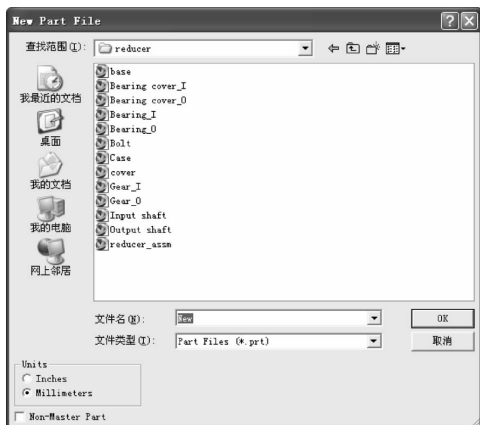 New Part File
查找范围(I):
reducer
我最近的文档
桌面
我的文档
我的电脑
网上邻居
base
Bearing cover_I
Bearing cover_O
Bearing_I
Bearing_O
Bolt
Case
cover
Gear_I
Gear_O
Input shaft
Output shaft
reducer_assm
文件名(N):
New
OK
文件类型(T):
Part Files (*.prt)
取消
Units
Inches
Millimeters
Non-Master Part